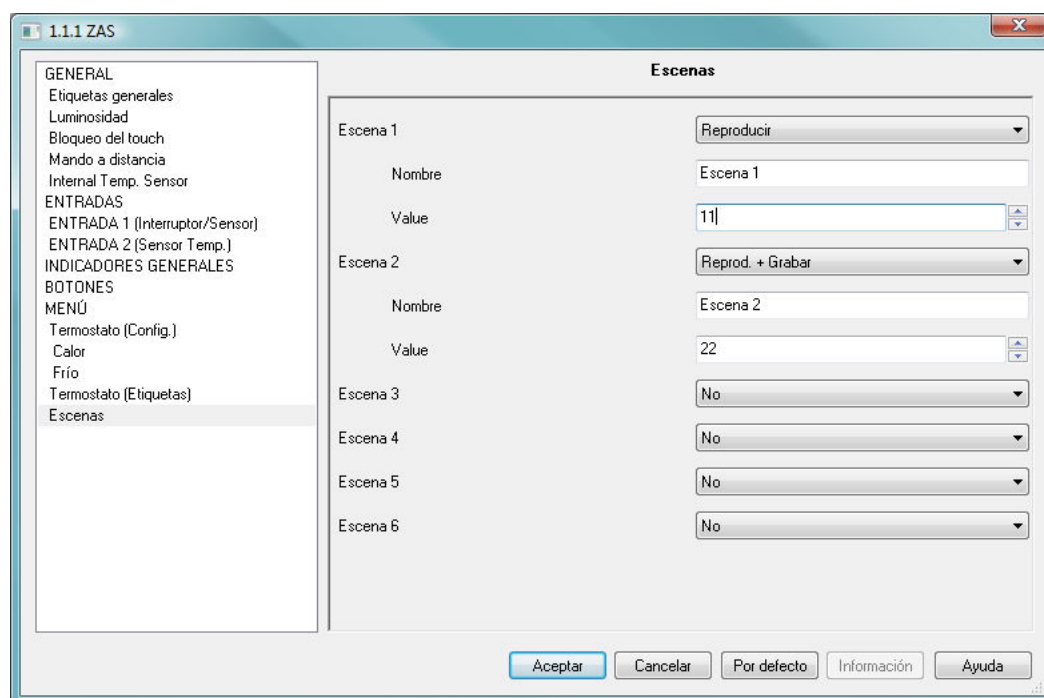 1.1.1 ZAS
GENERAL
Etiquetas generales
Luminosidad
Bloqueo del touch
Mando a distancia
Internal Temp. Sensor
ENTRADAS
ENTRADA 1 (Interruptor/Sensor)
ENTRADA 2 (Sensor Temp.)
INDICADORES GENERALES
BOTONES
MENÚ
Termostato (Config.)
Calor
Frío
Termostato (Etiquetas)
Escenas
Escenas
Escena 1 Reproducir
Nombre Escena 1
Value 11
Escena 2 Reprod. + Grabar
Nombre Escena 2
Value 22
Escena 3 No
Escena 4 No
Escena 5 No
Escena 6 No
Aceptar Cancelar Por defecto Información Ayuda